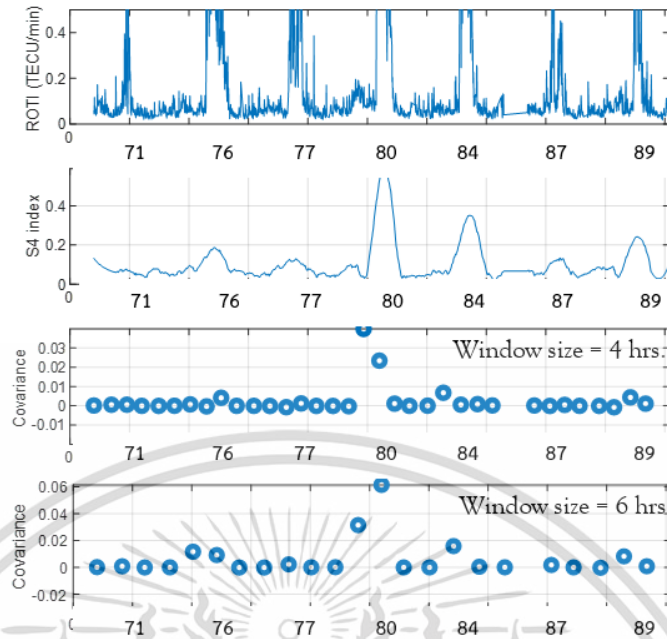 ROTI (TECU/min)
0.4
0.2
0
0
71 76 77 80 84 87 89
S4 index
0.4
0.2
0
0
71 76 77 80 84 87 89
Covariance
Window size = 4 hrs.
0.03
0.02
0.01
0
-0.01
0
71 76 77 80 84 87 89
Covariance
0.06
Window size = 6 hrs
0.04
0.02
0
-0.02
71 76 77 80 84 87 89